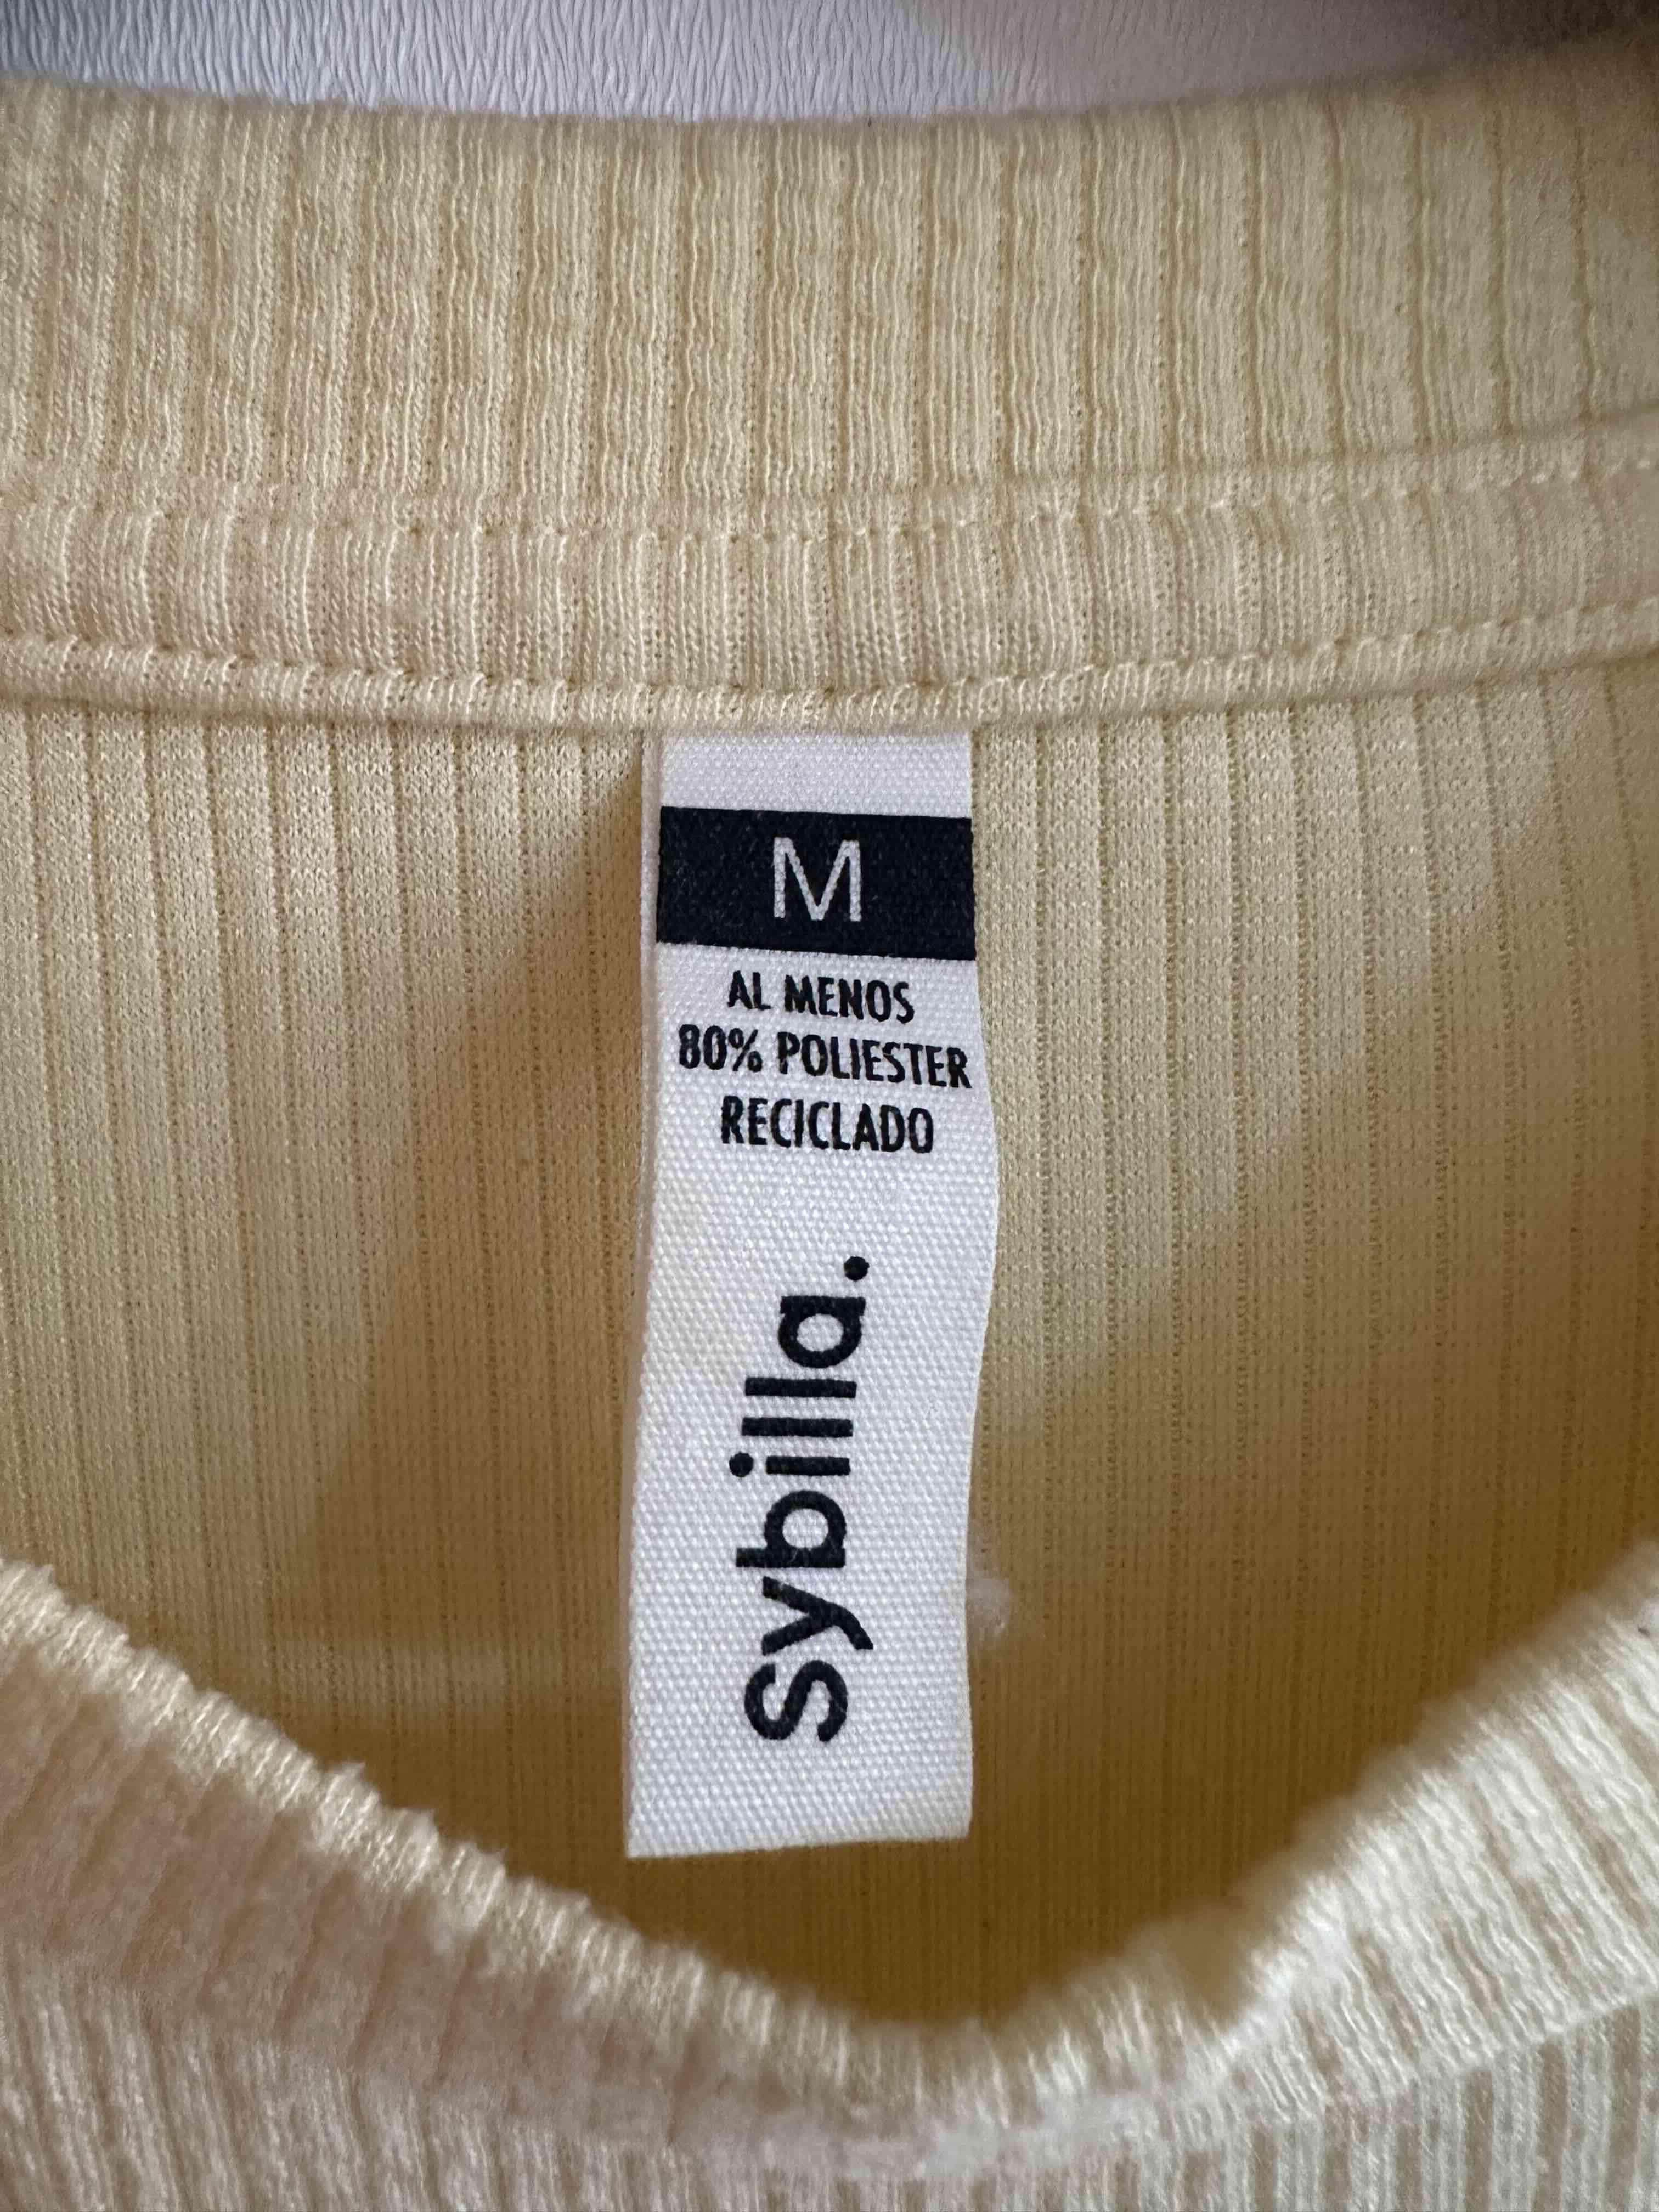 M
AL MENOS
80% POLIESTER
RECICLADO
Sybilla.